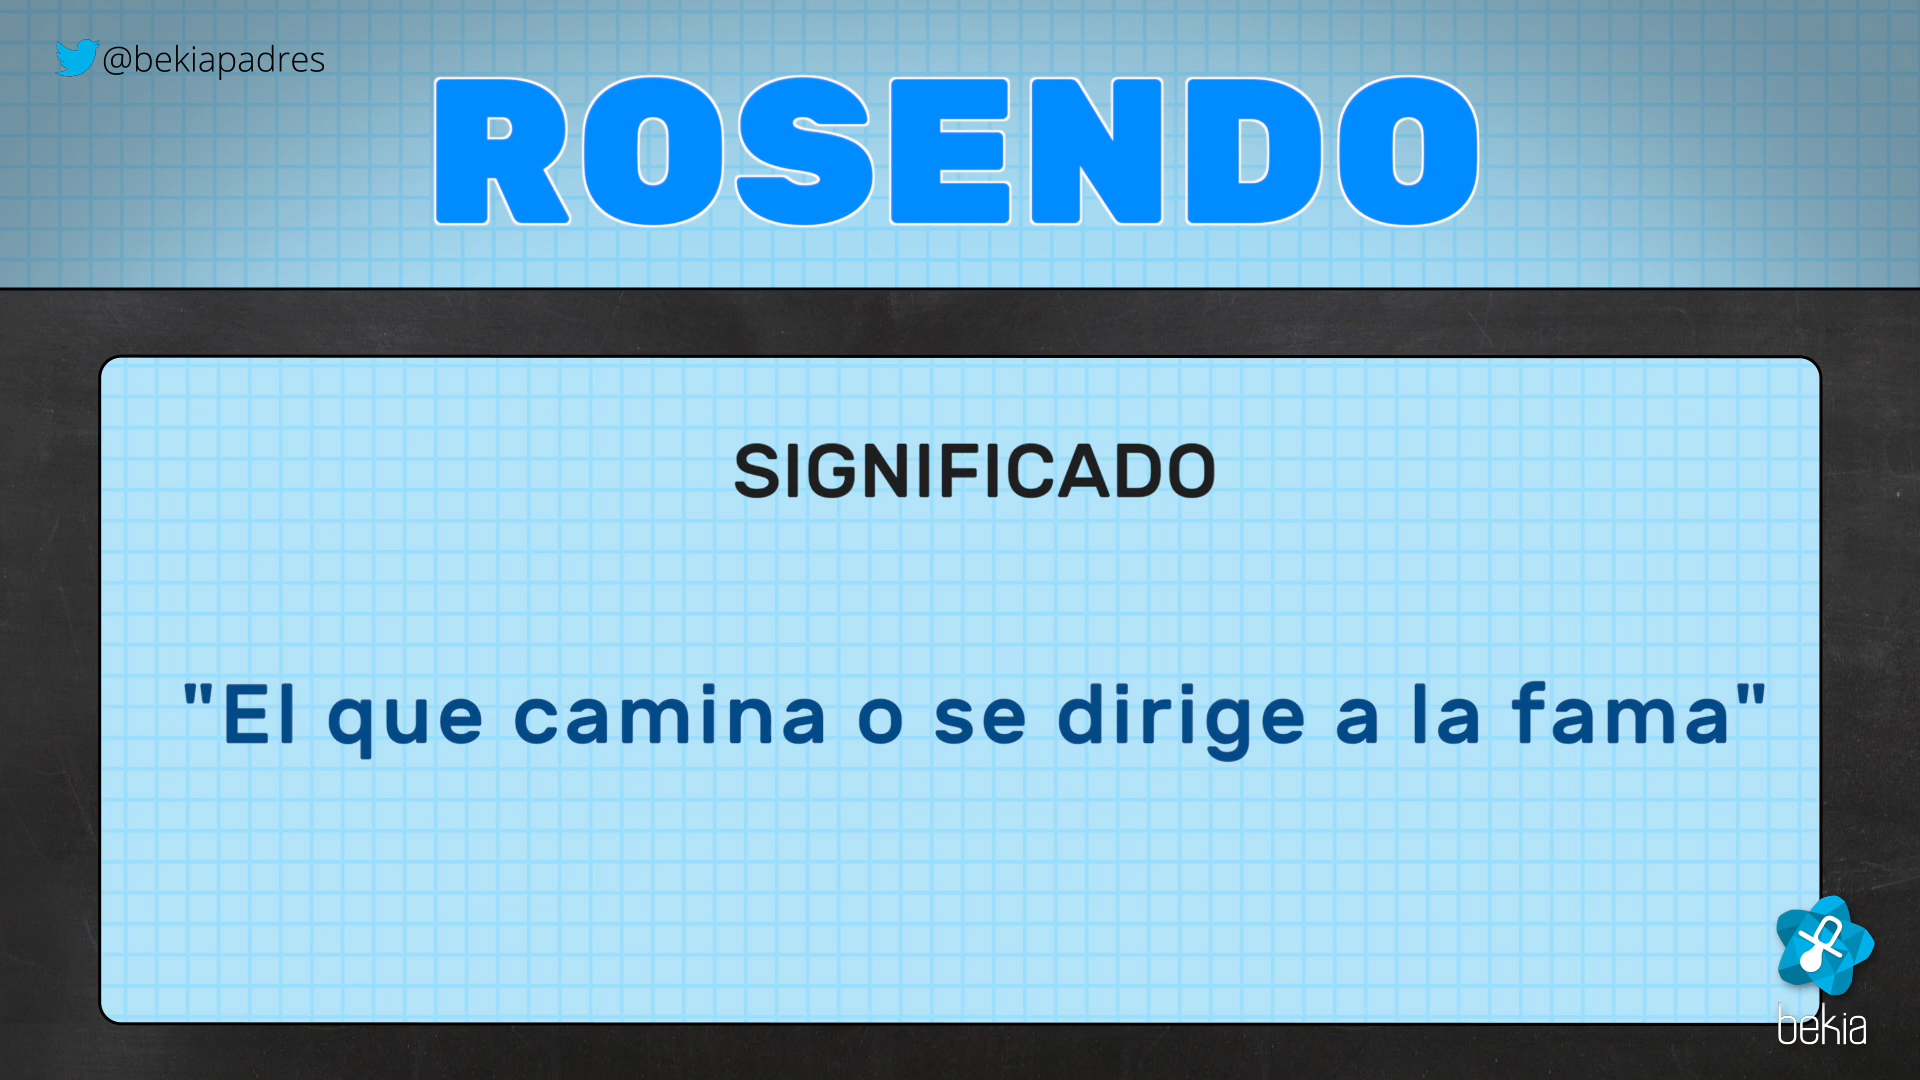 @bekiapadres
ROSENDO
SIGNIFICADO
"El que camina o se dirige a la fama"
bekia